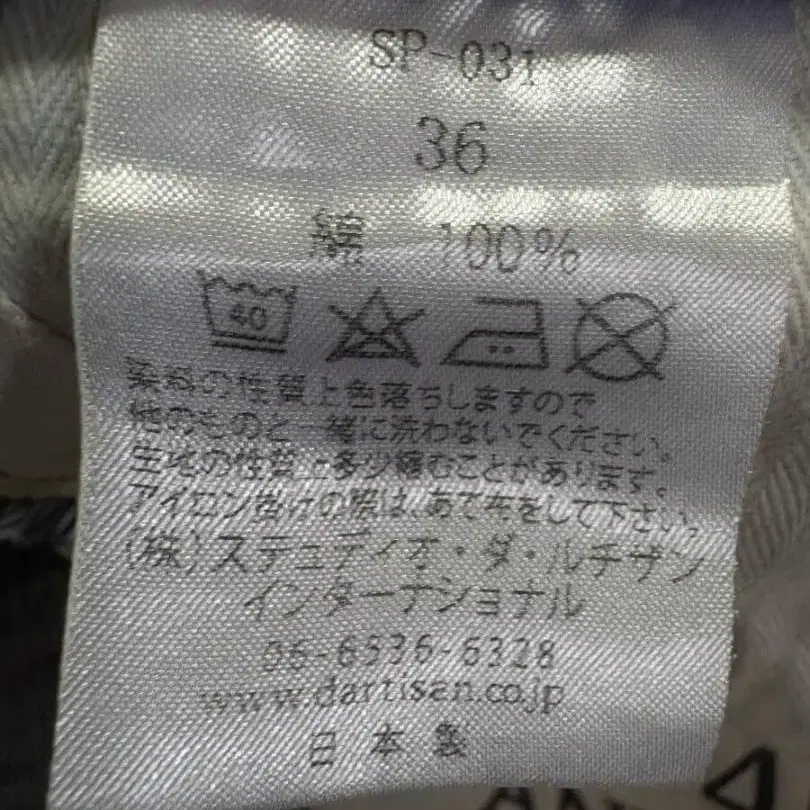 SP-031
36
綿 100%
40
染料の性質上色落ちしますので
他のものと一緒に洗わないでください。
生地の性質上多少縮むことがあります。
アイロン掛けの際は、あて布をして下さい。
(株)ステュディオ・ダ・ルチザン
インターナショナル
06-6536-6328
www.dartisan.co.jp
日本製